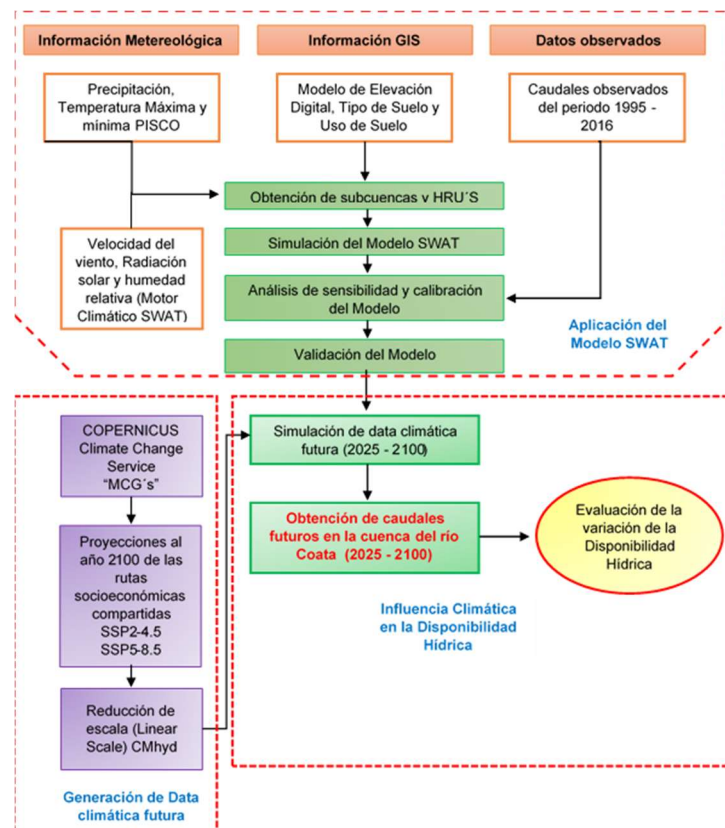 Información Metereológica
Información GIS
Datos observados
Precipitación,
Temperatura Máxima y
mínima PISCO
Modelo de Elevación
Digital, Tipo de Suelo y
Uso de Suelo
Caudales observados
del periodo 1995 -
2016
Obtención de subcuencas v HRU´S
Velocidad del
viento, Radiación
solar y humedad
relativa (Motor
Climático SWAT)
Simulación del Modelo SWAT
Análisis de sensibilidad y calibración
del Modelo
Validación del Modelo
Aplicación del
Modelo SWAT
COPERNICUS
Climate Change
Service
“MCG´s”
Proyecciones al
año 2100 de las
rutas
socioeconómicas
compartidas
SSP2-4.5
SSP5-8.5
Reducción de
escala (Linear
Scale) CMhyd
Generación de Data
climática futura
Simulación de data climática
futura (2025 - 2100)
Obtención de caudales
futuros en la cuenca del río
Coata (2025 - 2100)
Evaluación de la
variación de la
Disponibilidad
Hídrica
Influencia Climática
en la Disponibilidad
Hídrica